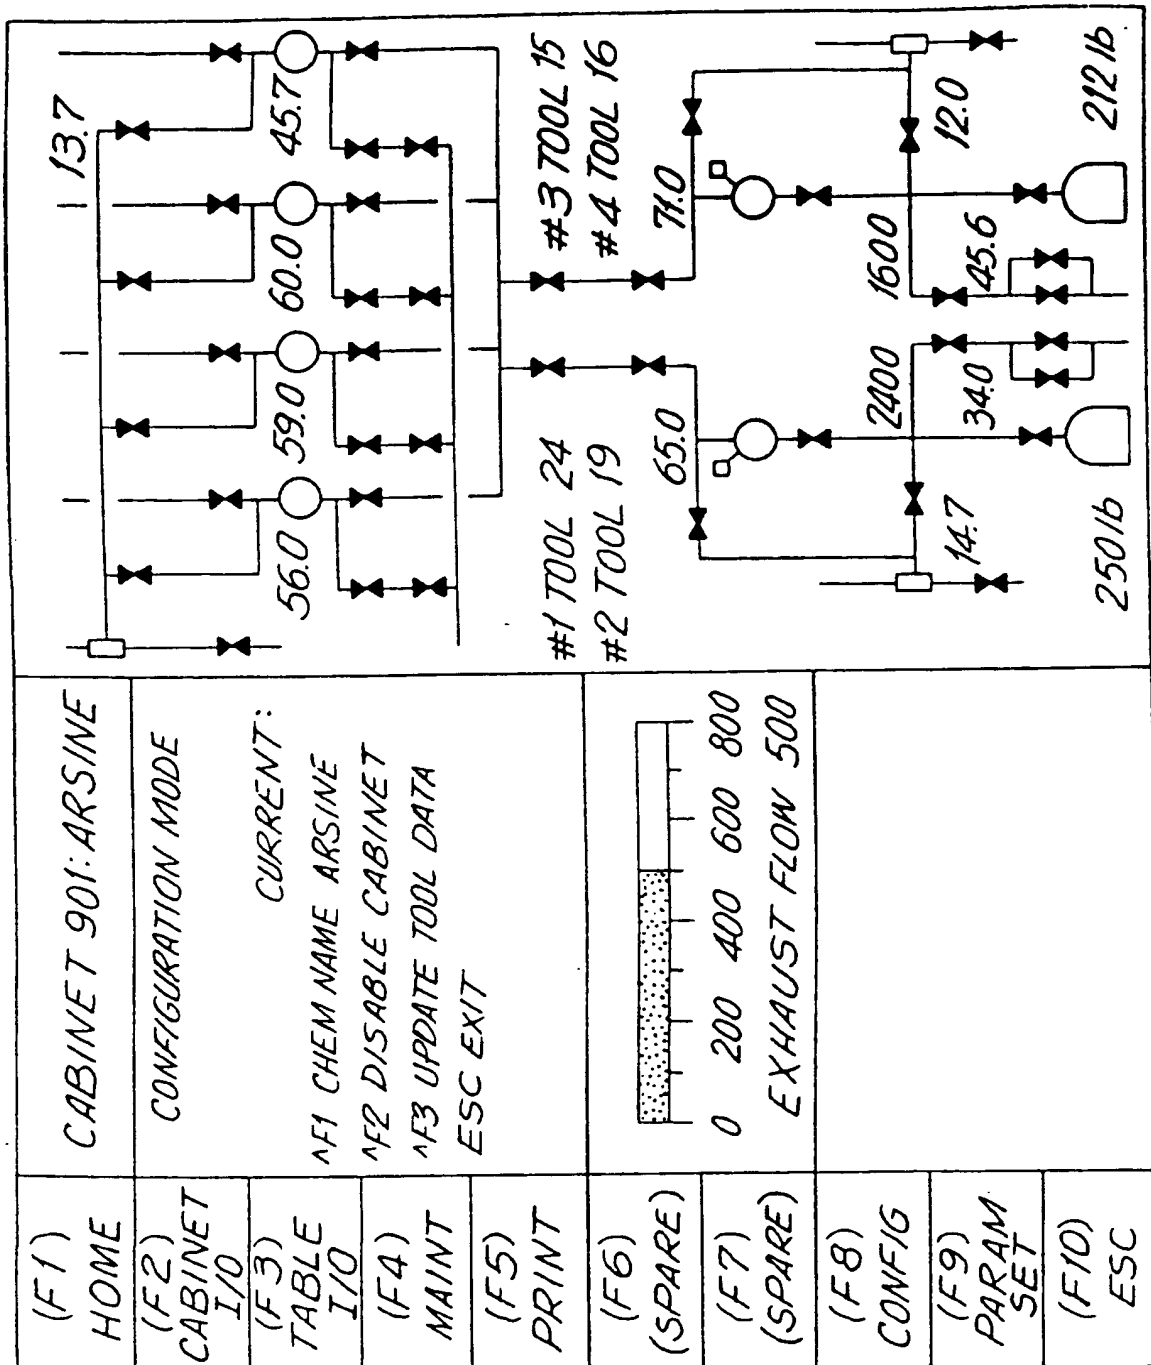 (F1)
HOME
(F2)
CABINET
I/O
(F3)
TABLE
I/O
(F4)
MAINT
(F5)
PRINT
(F6)
(SPARE)
(F7)
(SPARE)
(F8)
CONFIG
(F9)
PARAM
SET
(F10)
ESC
CABINET 901: ARSINE
CONFIGURATION MODE
CURRENT:
^F1 CHEM NAME ARSINE
^F2 DISABLE CABINET
^F3 UPDATE TOOL DATA
ESC EXIT
0 200 400 600 800
EXHAUST FLOW 500
13.7
56.0 59.0 60.0 45.7
#1 TOOL 24
#2 TOOL 19
#3 TOOL 15
#4 TOOL 16
65.0 71.0
2400 1600
14.7 34.0 45.6 12.0
250 lb 212 lb